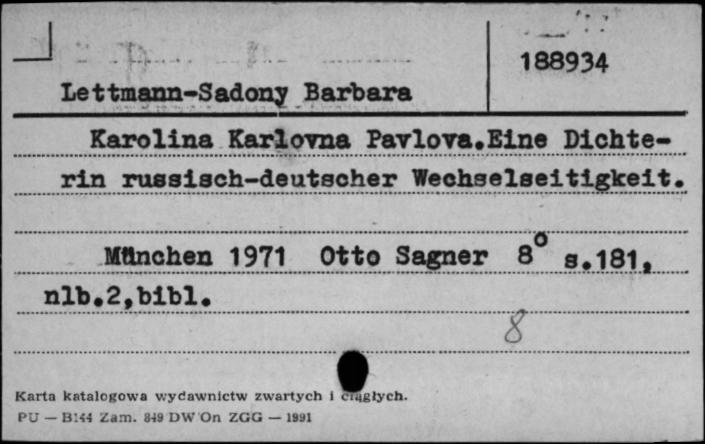 188934
Lettmann-Sadony Barbara
Karolina Karlovna Pavlova.Eine Dichte-
rin russisch-deutscher Wechselseitigkeit.
München 1971 Otto Sagner 8° s.181,
nlb.2,bibl.
8
Karta katalogowa wydawnictw zwartych i ciągłych.
PU — B144 Zam. 849 DW On ZGG — 1991